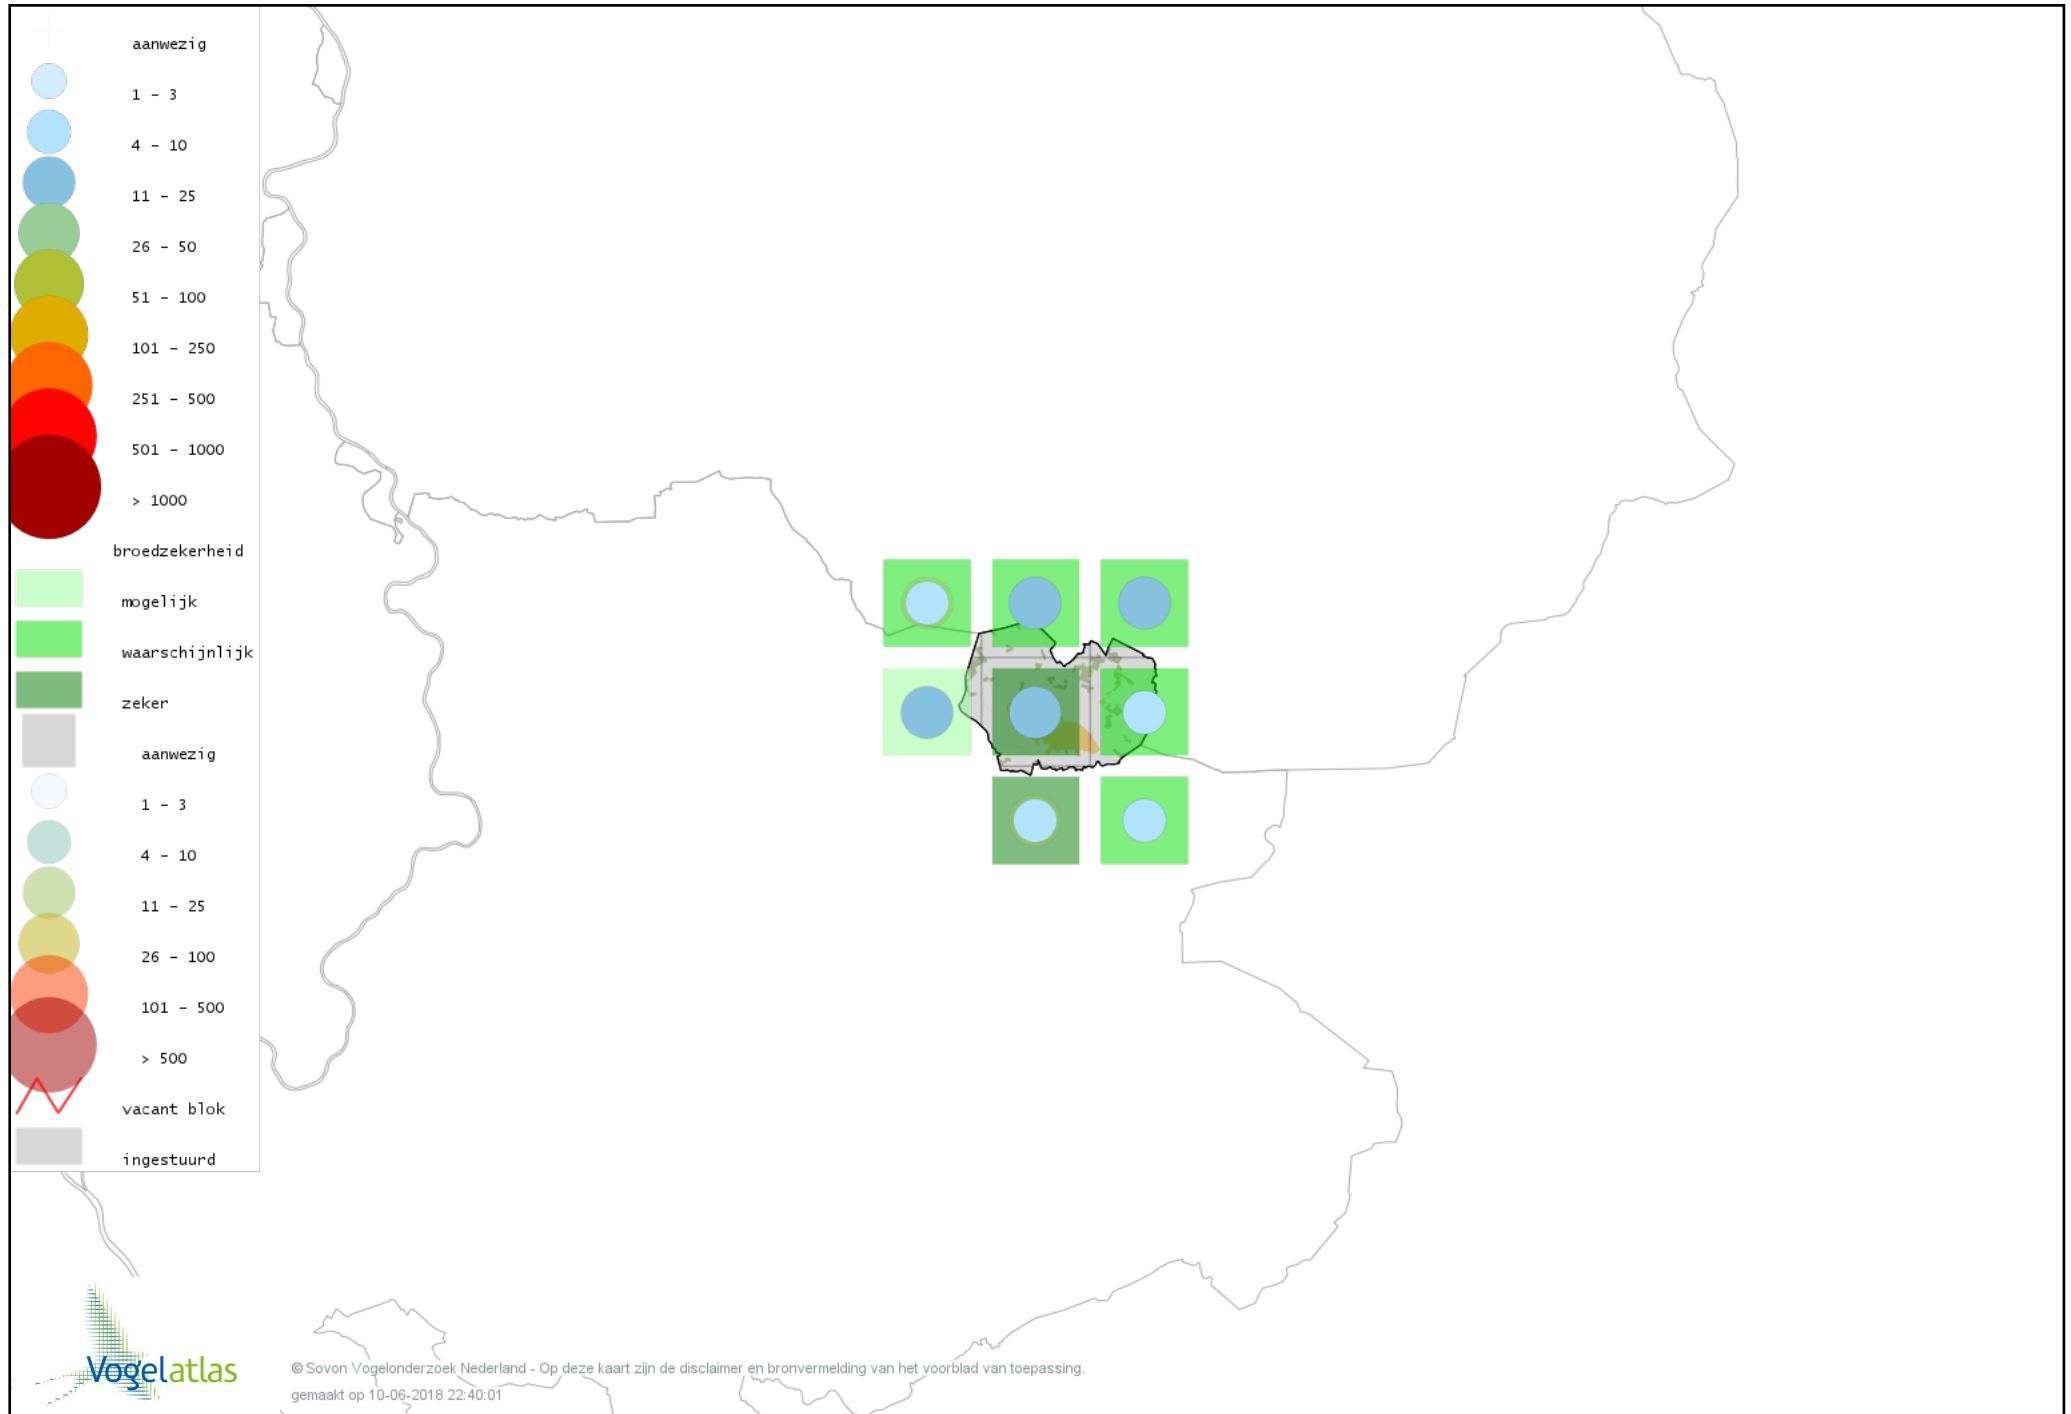 aanwezig
1 - 3
4 - 10
11 - 25
26 - 50
51 - 100
101 - 250
251 - 500
501 - 1000
> 1000
broedzekerheid
mogelijk
waarschijnlijk
zeker
aanwezig
1 - 3
4 - 10
11 - 25
26 - 100
101 - 500
> 500
vacant blok
ingestuurd
Vogelatlas
© Sovon Vogelonderzoek Nederland - Op deze kaart zijn de disclaimer en bronvermelding van het voorblad van toepassing.
gemaakt op 10-06-2018 22:40:01